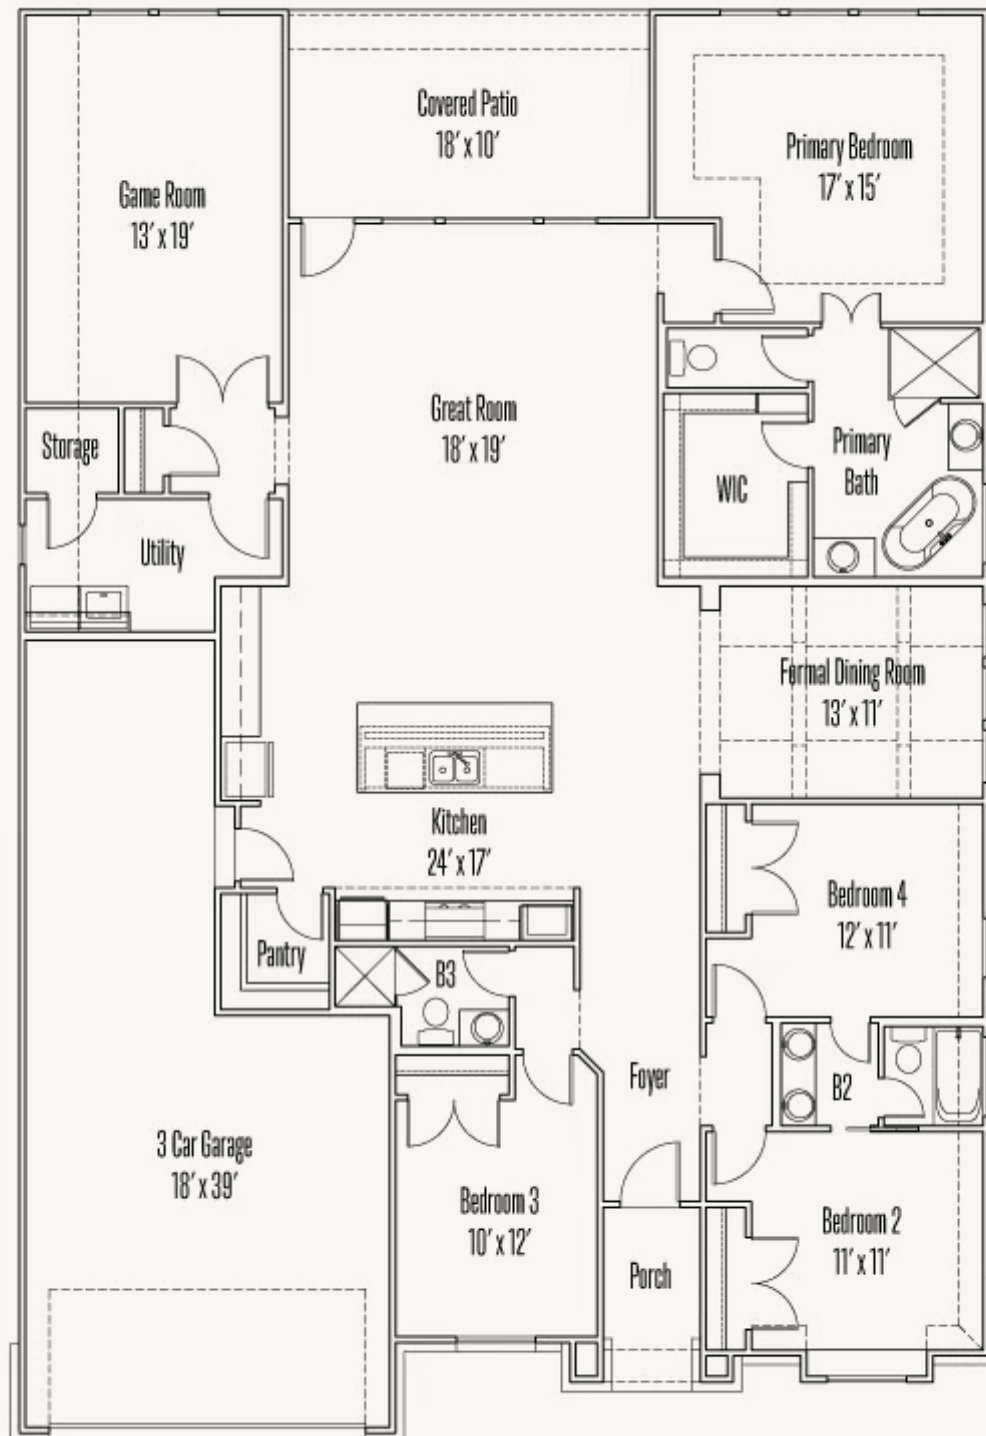 Covered Patio
18' x 10'
Primary Bedroom
17' x 15'
Game Room
13' x 19'
Great Room
18' x 19'
Storage
Primary
Bath
WIC
Utility
Formal Dining Room
13' x 11'
Kitchen
24' x 17'
Bedroom 4
12' x 11'
Pantry
B3
Foyer
B2
3 Car Garage
18' x 39'
Bedroom 3
10' x 12'
Bedroom 2
11' x 11'
Porch